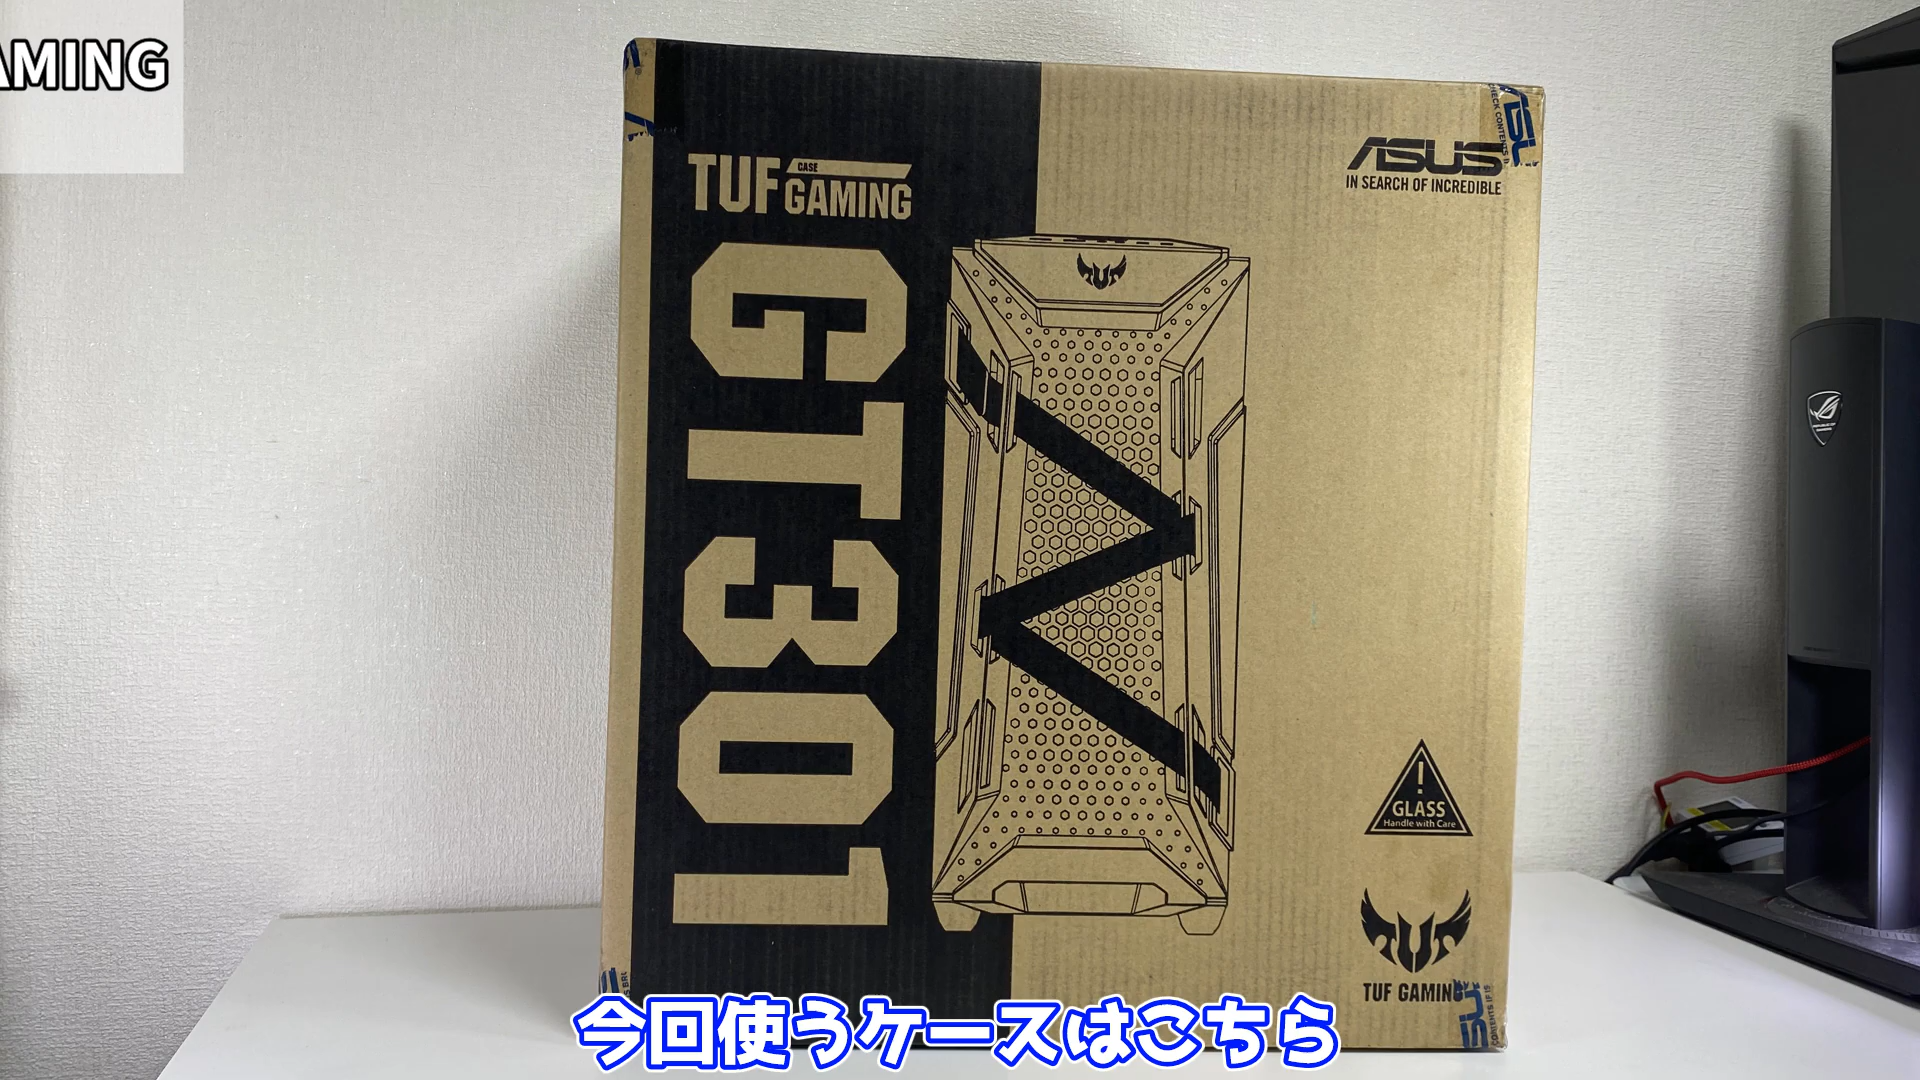 AMING
TUF CASE GAMING
GT301
ASUS
IN SEARCH OF INCREDIBLE
!
GLASS
Handle with Care
TUF GAMING
今回使うケースはこちら